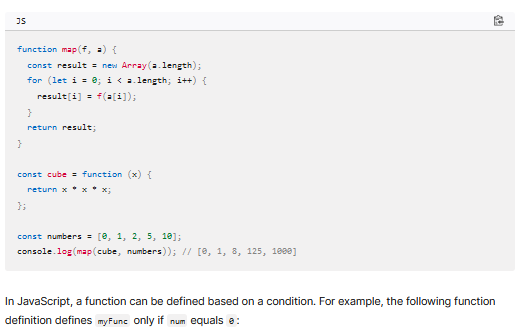 JS
function map(f, a) {
  const result = new Array(a.length);
  for (let i = 0; i < a.length; i++) {
    result[i] = f(a[i]);
  }
  return result;
}
const cube = function (x) {
  return x * x * x;
};
const numbers = [0, 1, 2, 5, 10];
console.log(map(cube, numbers)); // [0, 1, 8, 125, 1000]
In JavaScript, a function can be defined based on a condition. For example, the following function
definition defines myFunc only if num equals 0: